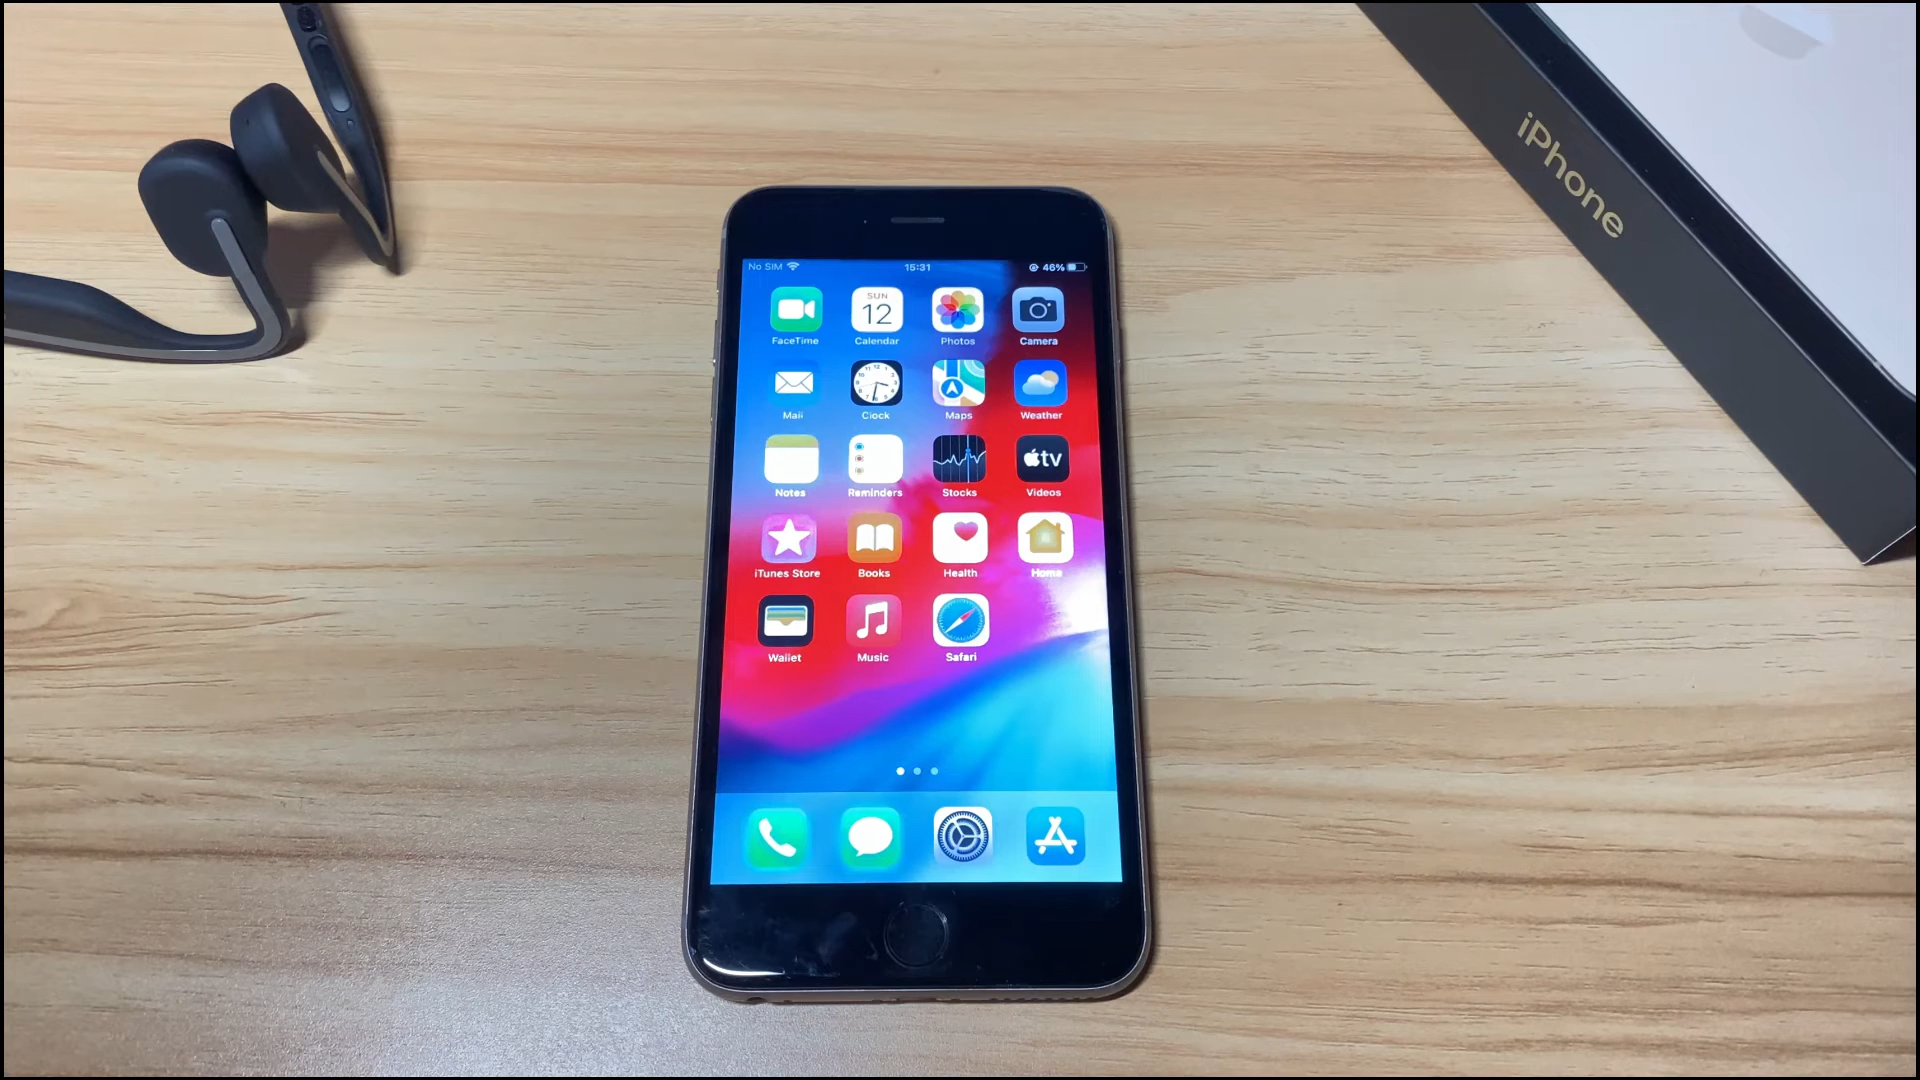 iPhone
No SIM 15:31 46%
SUN
12
FaceTime Calendar Photos Camera
Mail Clock Maps Weather
tv
Notes Reminders Stocks Videos
iTunes Store Books Health Home
Wallet Music Safari